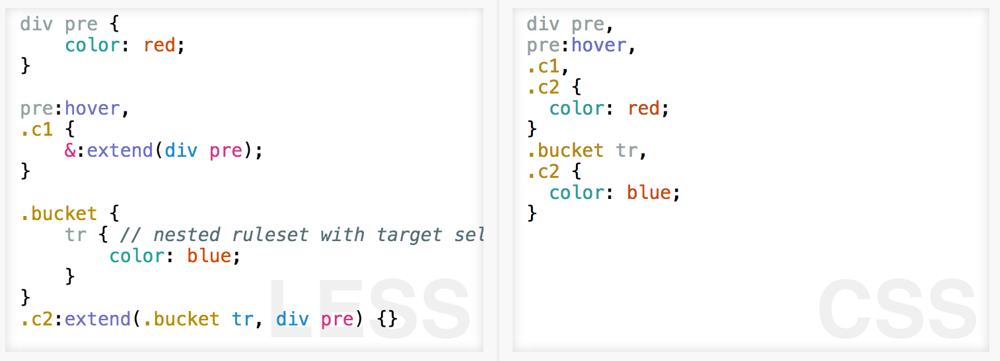 div pre {
    color: red;
}
pre:hover,
.c1 {
    &:extend(div pre);
}
.bucket {
    tr { // nested ruleset with target sel
        color: blue;
    }
}
.c2:extend(.bucket tr, div pre) {}
LESS
div pre,
pre:hover,
.c1,
.c2 {
  color: red;
}
.bucket tr,
.c2 {
  color: blue;
}
CSS